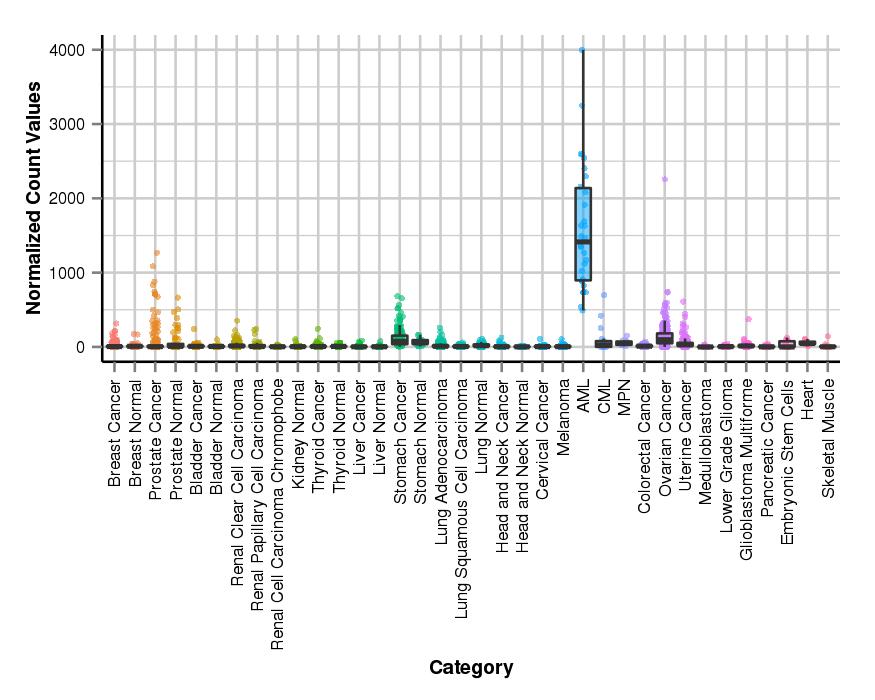 Normalized Count Values
4000
3000
2000
1000
0
Breast Cancer
Breast Normal
Prostate Cancer
Prostate Normal
Bladder Cancer
Bladder Normal
Renal Clear Cell Carcinoma
Renal Papillary Cell Carcinoma
Renal Cell Carcinoma Chromophobe
Kidney Normal
Thyroid Cancer
Thyroid Normal
Liver Cancer
Liver Normal
Stomach Cancer
Stomach Normal
Lung Adenocarcinoma
Lung Squamous Cell Carcinoma
Lung Normal
Head and Neck Cancer
Head and Neck Normal
Cervical Cancer
Melanoma
AML
CML
MPN
Colorectal Cancer
Ovarian Cancer
Uterine Cancer
Medulloblastoma
Lower Grade Glioma
Glioblastoma Multiforme
Pancreatic Cancer
Embryonic Stem Cells
Heart
Skeletal Muscle
Category